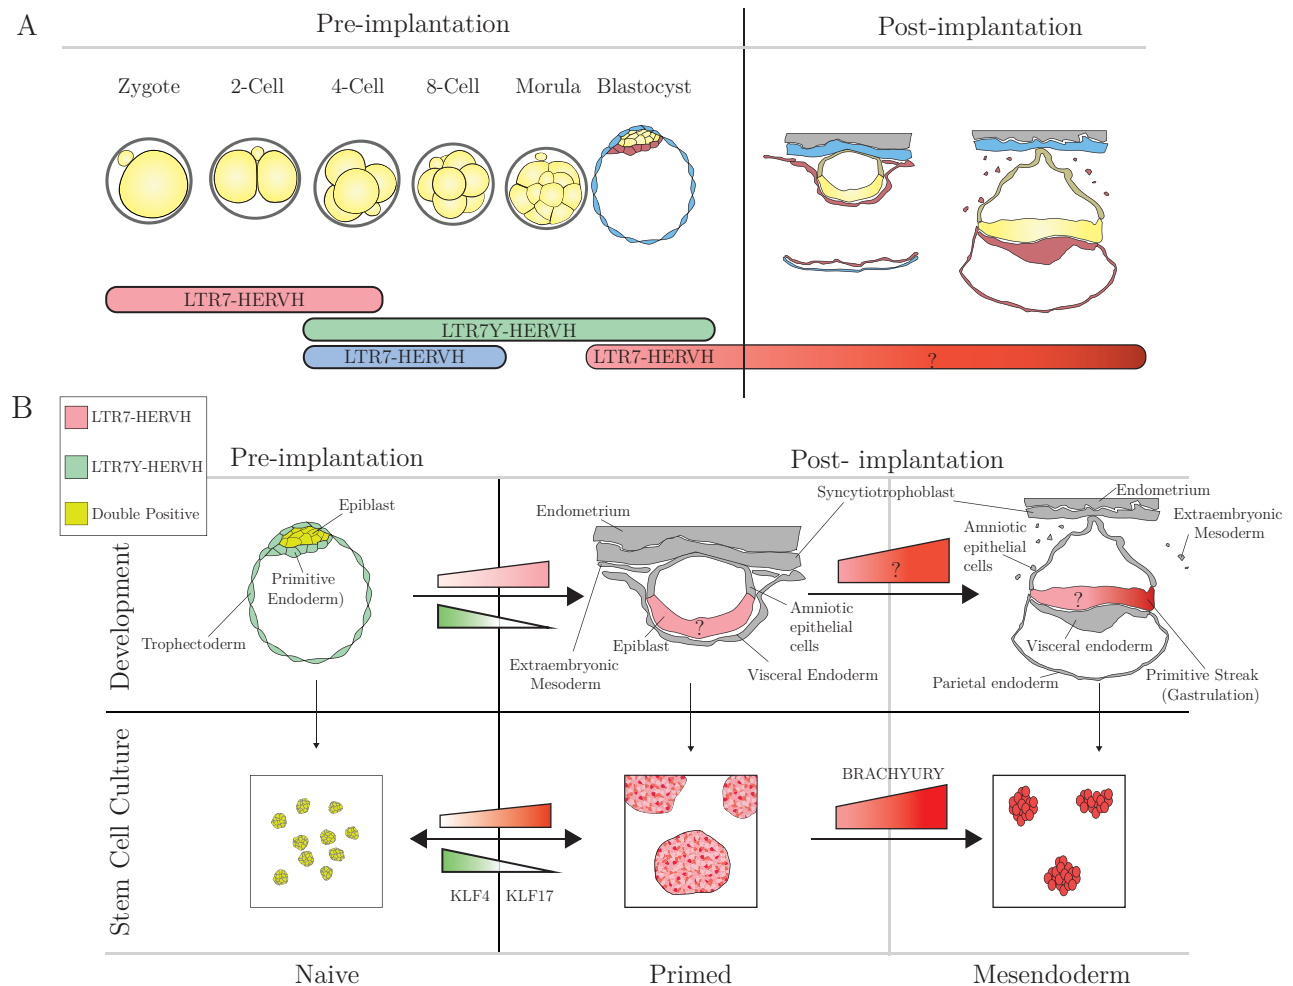 A
Pre-implantation
Post-implantation
Zygote
2-Cell
4-Cell
8-Cell
Morula
Blastocyst
LTR7-HERVH
LTR7Y-HERVH
LTR7-HERVH
LTR7-HERVH
?
B
LTR7-HERVH
LTR7Y-HERVH
Double Positive
Pre-implantation
Post- implantation
Development
Epiblast
Primitive
Endoderm)
Trophectoderm
Endometrium
Syncytiotrophoblast
?
Epiblast
Extraembryonic
Mesoderm
Amniotic
epithelial
cells
Visceral Endoderm
?
Endometrium
Extraembryonic
Mesoderm
Amniotic
epithelial
cells
?
Visceral endoderm
Parietal endoderm
Primitive Streak
(Gastrulation)
Stem Cell Culture
KLF4
KLF17
BRACHYURY
Naive
Primed
Mesendoderm